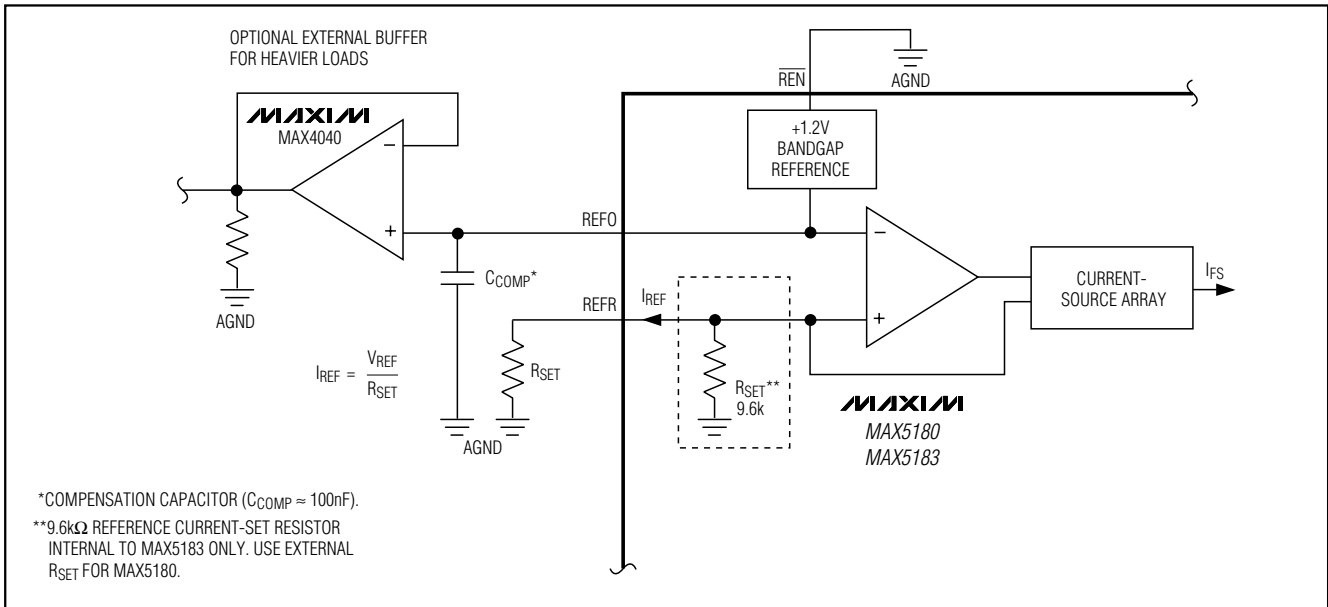 OPTIONAL EXTERNAL BUFFER
FOR HEAVIER LOADS
MAXIM
MAX4040
−
+
AGND
REN
AGND
+1.2V
BANDGAP
REFERENCE
REFO
CCOMP*
REFR
IREF
RSET
IREF = VREF
RSET
AGND
RSET**
9.6k
−
+
CURRENT-
SOURCE ARRAY
IFS
MAXIM
MAX5180
MAX5183
*COMPENSATION CAPACITOR (CCOMP ≈ 100nF).
**9.6kΩ REFERENCE CURRENT-SET RESISTOR
INTERNAL TO MAX5183 ONLY. USE EXTERNAL
RSET FOR MAX5180.